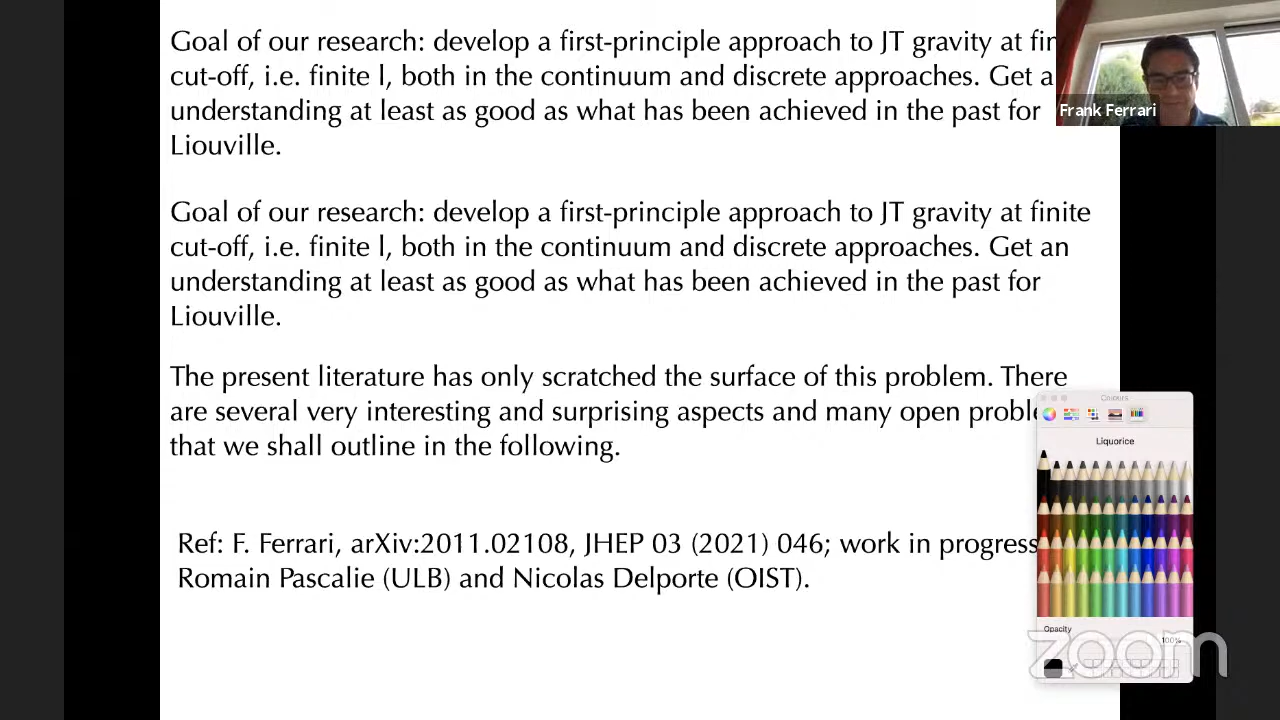 Goal of our research: develop a first-principle approach to JT gravity at
cut-off, i.e. finite l, both in the continuum and discrete approaches. Get
understanding at least as good as what has been achieved in the past for
Liouville.
Frank Ferrari
Goal of our research: develop a first-principle approach to JT gravity at finite
cut-off, i.e. finite l, both in the continuum and discrete approaches. Get an
understanding at least as good as what has been achieved in the past for
Liouville.
The present literature has only scratched the surface of this problem. There
are several very interesting and surprising aspects and many open
that we shall outline in the following.
Ref: F. Ferrari, arXiv:2011.02108, JHEP 03 (2021) 046; work in progress
Romain Pascalie (ULB) and Nicolas Delporte (OIST).
Liquorice
Opacity
100%
zoom